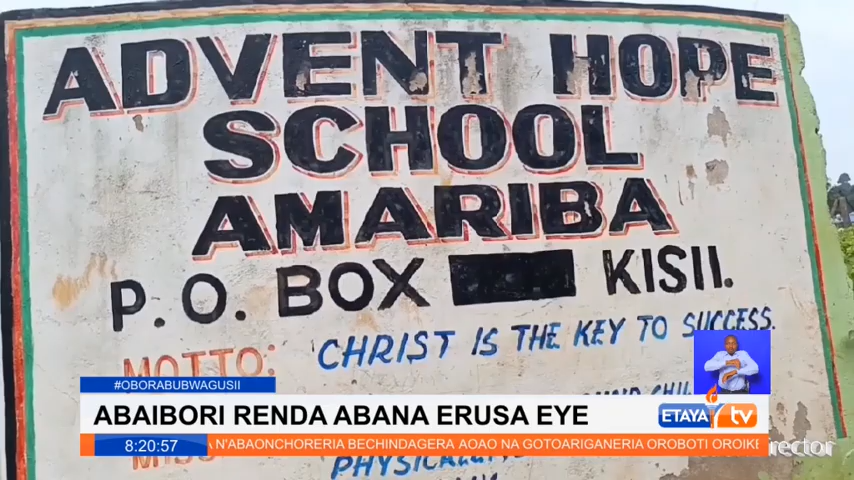 ADVENT HOPE
SCHOOL
AMARIBA
P. O. BOX KISII.
MOTTO: CHRIST IS THE KEY TO SUCCESS.
#OBORABUBWAGUSII
ABAIBORI RENDA ABANA ERUSA EYE
ETAYA tv
8:20:57
N'ABAONCHORERIA BECHINDAGERA AOAO NA GOTOARIGANERIA OROBOTI OROIKE